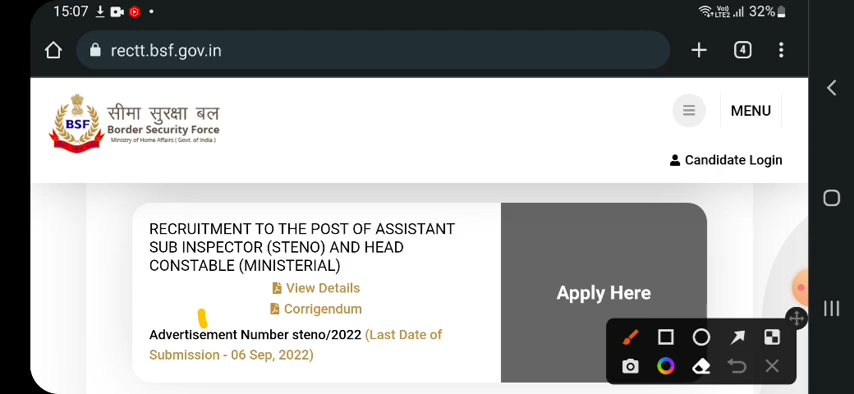 15:07
Vo)) LTE2 32%
rectt.bsf.gov.in
4
BSF
सीमा सुरक्षा बल
Border Security Force
Ministry of Home Affairs ( Govt. of India )
MENU
Candidate Login
RECRUITMENT TO THE POST OF ASSISTANT
SUB INSPECTOR (STENO) AND HEAD
CONSTABLE (MINISTERIAL)
View Details
Corrigendum
Advertisement Number steno/2022 (Last Date of
Submission - 06 Sep, 2022)
Apply Here